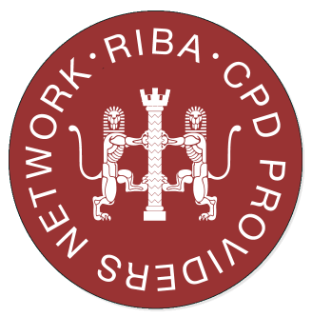 RIBA · CPD PROVIDERS NETWORK ·